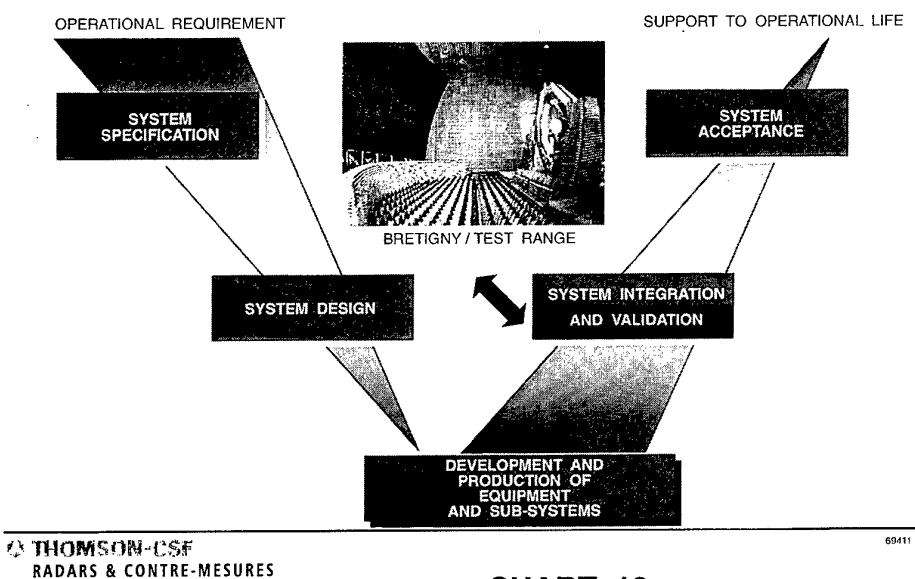 OPERATIONAL REQUIREMENT
SUPPORT TO OPERATIONAL LIFE
SYSTEM
SPECIFICATION
SYSTEM
ACCEPTANCE
BRETIGNY / TEST RANGE
SYSTEM DESIGN
SYSTEM INTEGRATION
AND VALIDATION
DEVELOPMENT AND
PRODUCTION OF
EQUIPMENT
AND SUB-SYSTEMS
THOMSON-CSF
RADARS & CONTRE-MESURES
69411